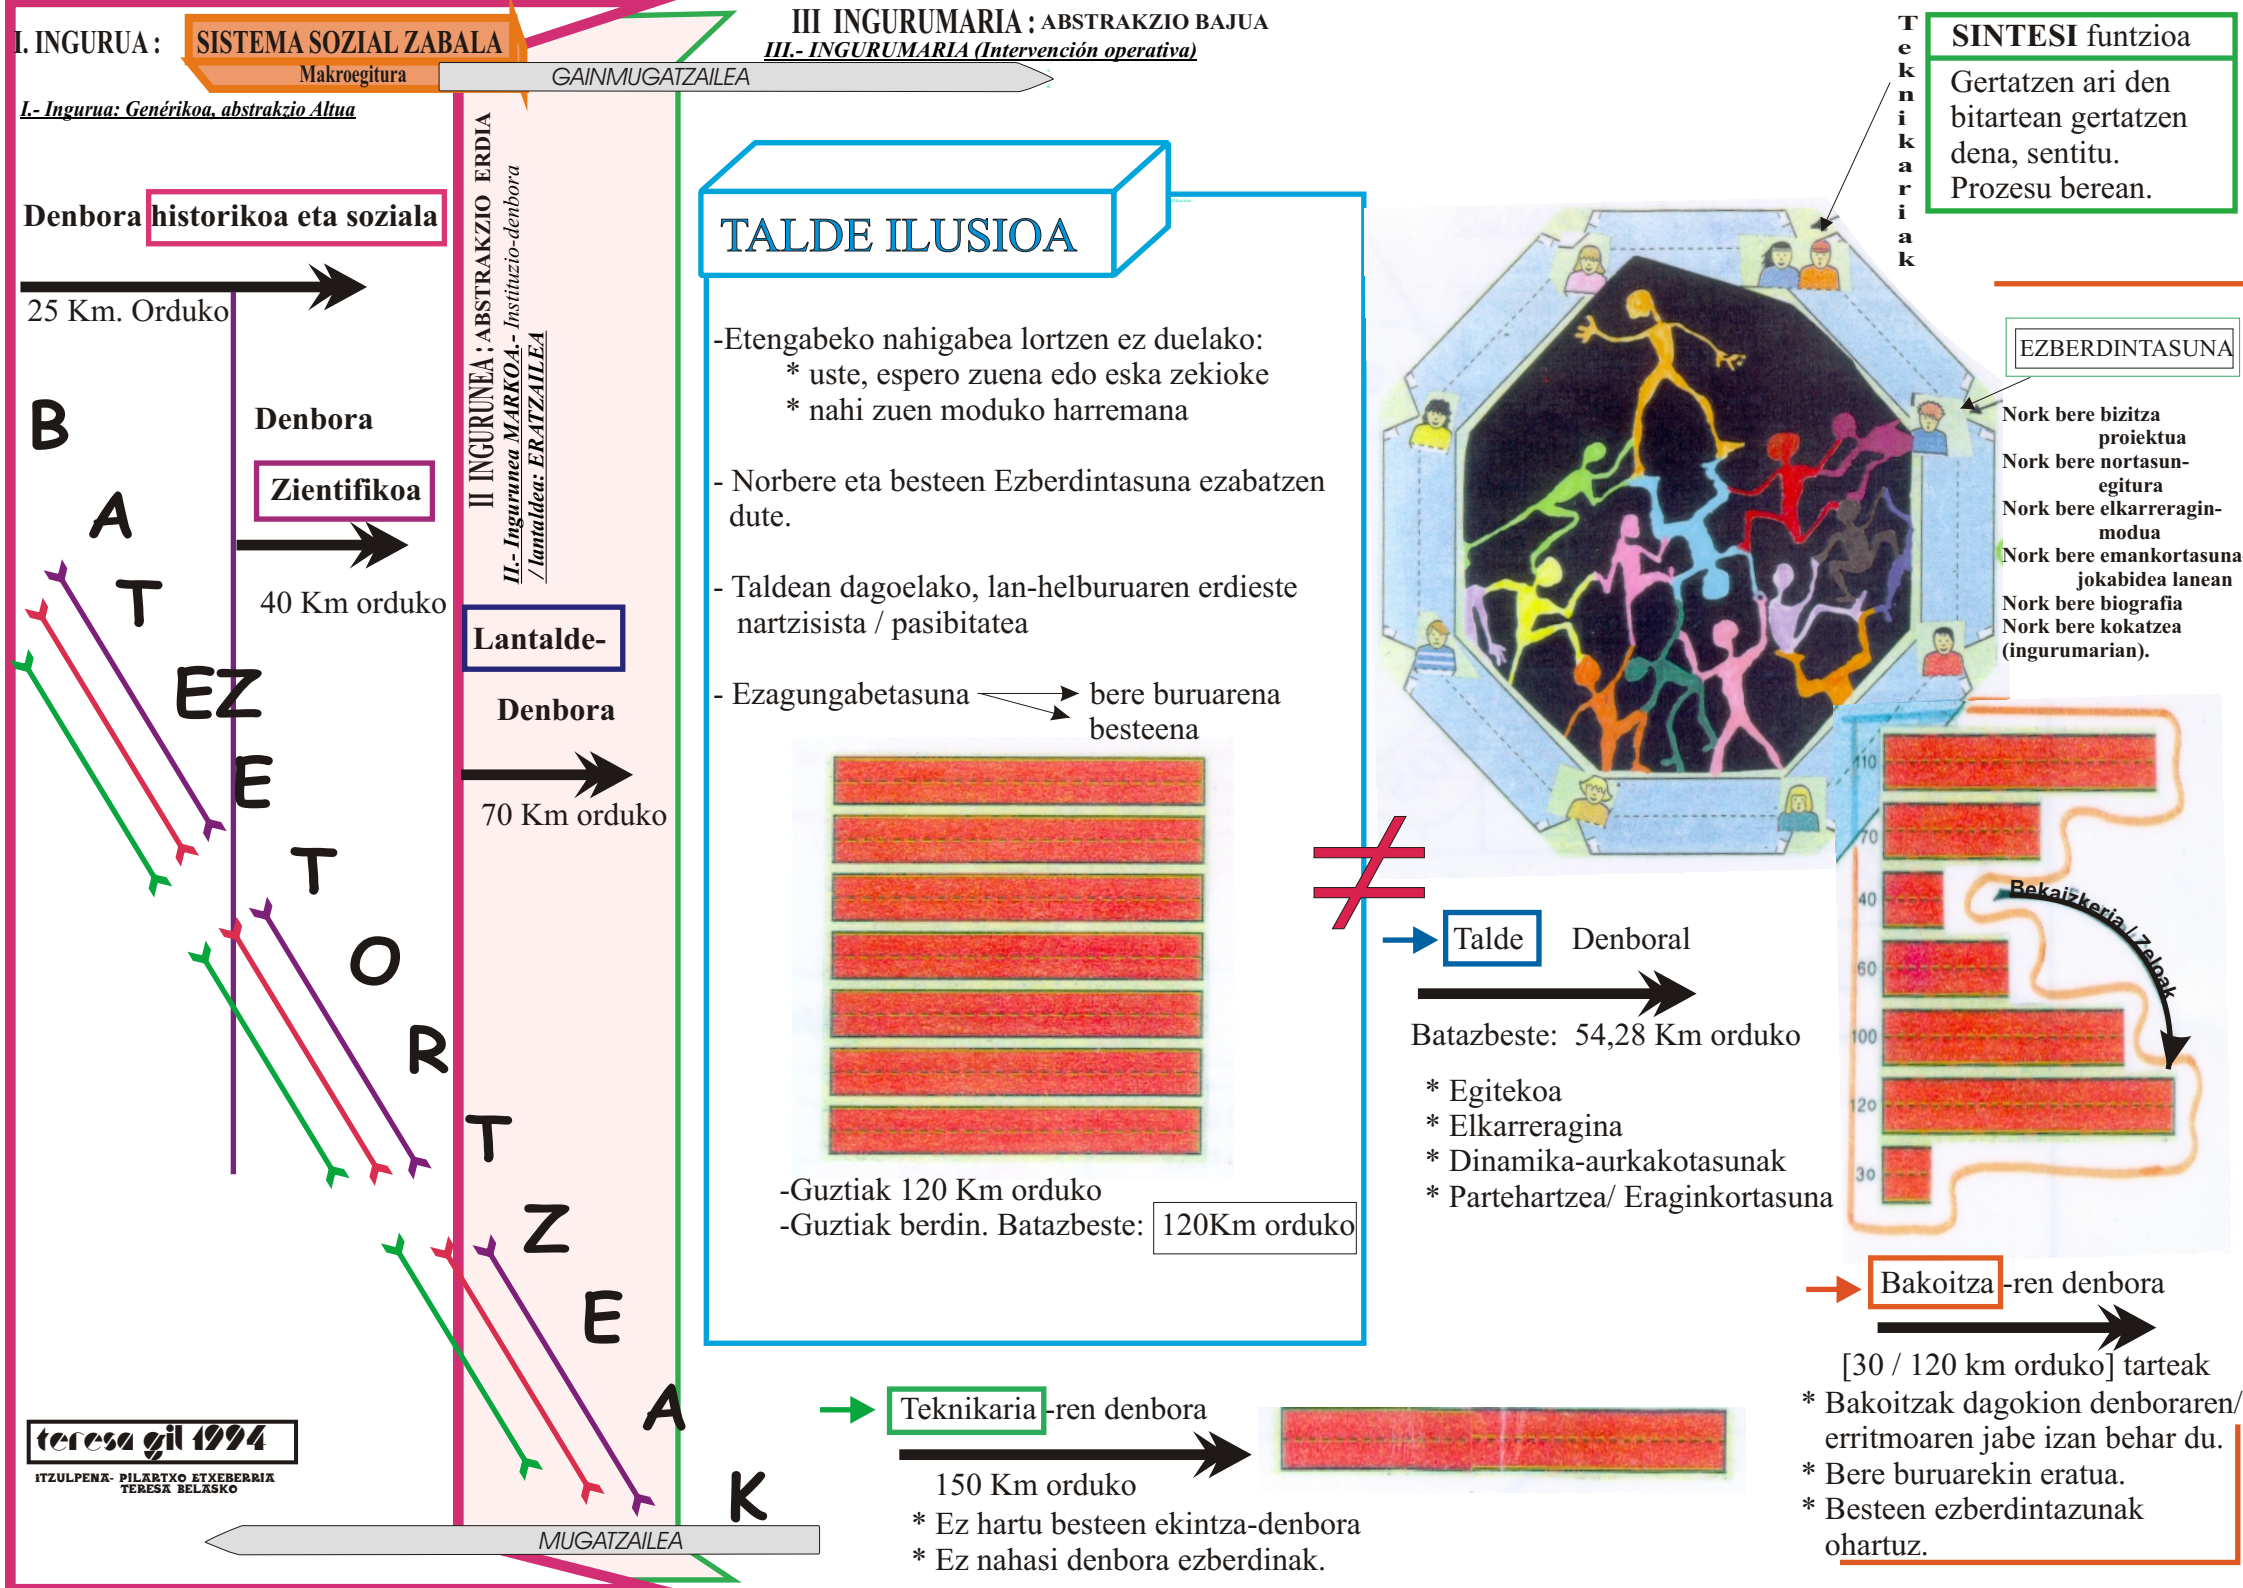 I. INGURUA :
SISTEMA SOZIAL ZABALA
Makroegitura
I.- Ingurua: Genérikoa, abstrakzio Altua
GAINMUGATZAILEA
III INGURUMARIA : ABSTRAKZIO BAJUA
III.- INGURUMARIA (Intervención operativa)
Teknikariak
SINTESI funtzioa
Gertatzen ari den
bitartean gertatzen
dena, sentitu.
Prozesu berean.
Denbora historikoa eta soziala
25 Km. Orduko
Denbora
Zientifikoa
40 Km orduko
II INGURUNEA : ABSTRAKZIO ERDIA
II.- Ingurunea MARKOA.- Instituzio-denbora
/ lantaldea: ERATZAILEA
Lantalde-
Denbora
70 Km orduko
B
A
T
EZ
E
T
O
R
T
Z
E
A
K
TALDE ILUSIOA
-Etengabeko nahigabea lortzen ez duelako:
* uste, espero zuena edo eska zekioke
* nahi zuen moduko harremana
- Norbere eta besteen Ezberdintasuna ezabatzen
dute.
- Taldean dagoelako, lan-helburuaren erdieste
nartzisista / pasibitatea
- Ezagungabetasuna bere buruarena
besteena
-Guztiak 120 Km orduko
-Guztiak berdin. Batazbeste: 120Km orduko
≠
EZBERDINTASUNA
Nork bere bizitza
proiektua
Nork bere nortasun-
egitura
Nork bere elkarreragin-
modua
Nork bere emankortasuna-
jokabidea lanean
Nork bere biografia
Nork bere kokatzea
(ingurumarian).
110
70
40
60
100
120
30
Bekaizkeria / Zeloak
Talde Denboral
Batazbeste: 54,28 Km orduko
* Egitekoa
* Elkarreragina
* Dinamika-aurkakotasunak
* Partehartzea/ Eraginkortasuna
Bakoitza -ren denbora
[30 / 120 km orduko] tarteak
* Bakoitzak dagokion denboraren/
erritmoaren jabe izan behar du.
* Bere buruarekin eratua.
* Besteen ezberdintazunak
ohartuz.
Teknikaria -ren denbora
150 Km orduko
* Ez hartu besteen ekintza-denbora
* Ez nahasi denbora ezberdinak.
MUGATZAILEA
teresa gil 1994
ITZULPENA- PILARTXO ETXEBERRIA
TERESA BELASKO